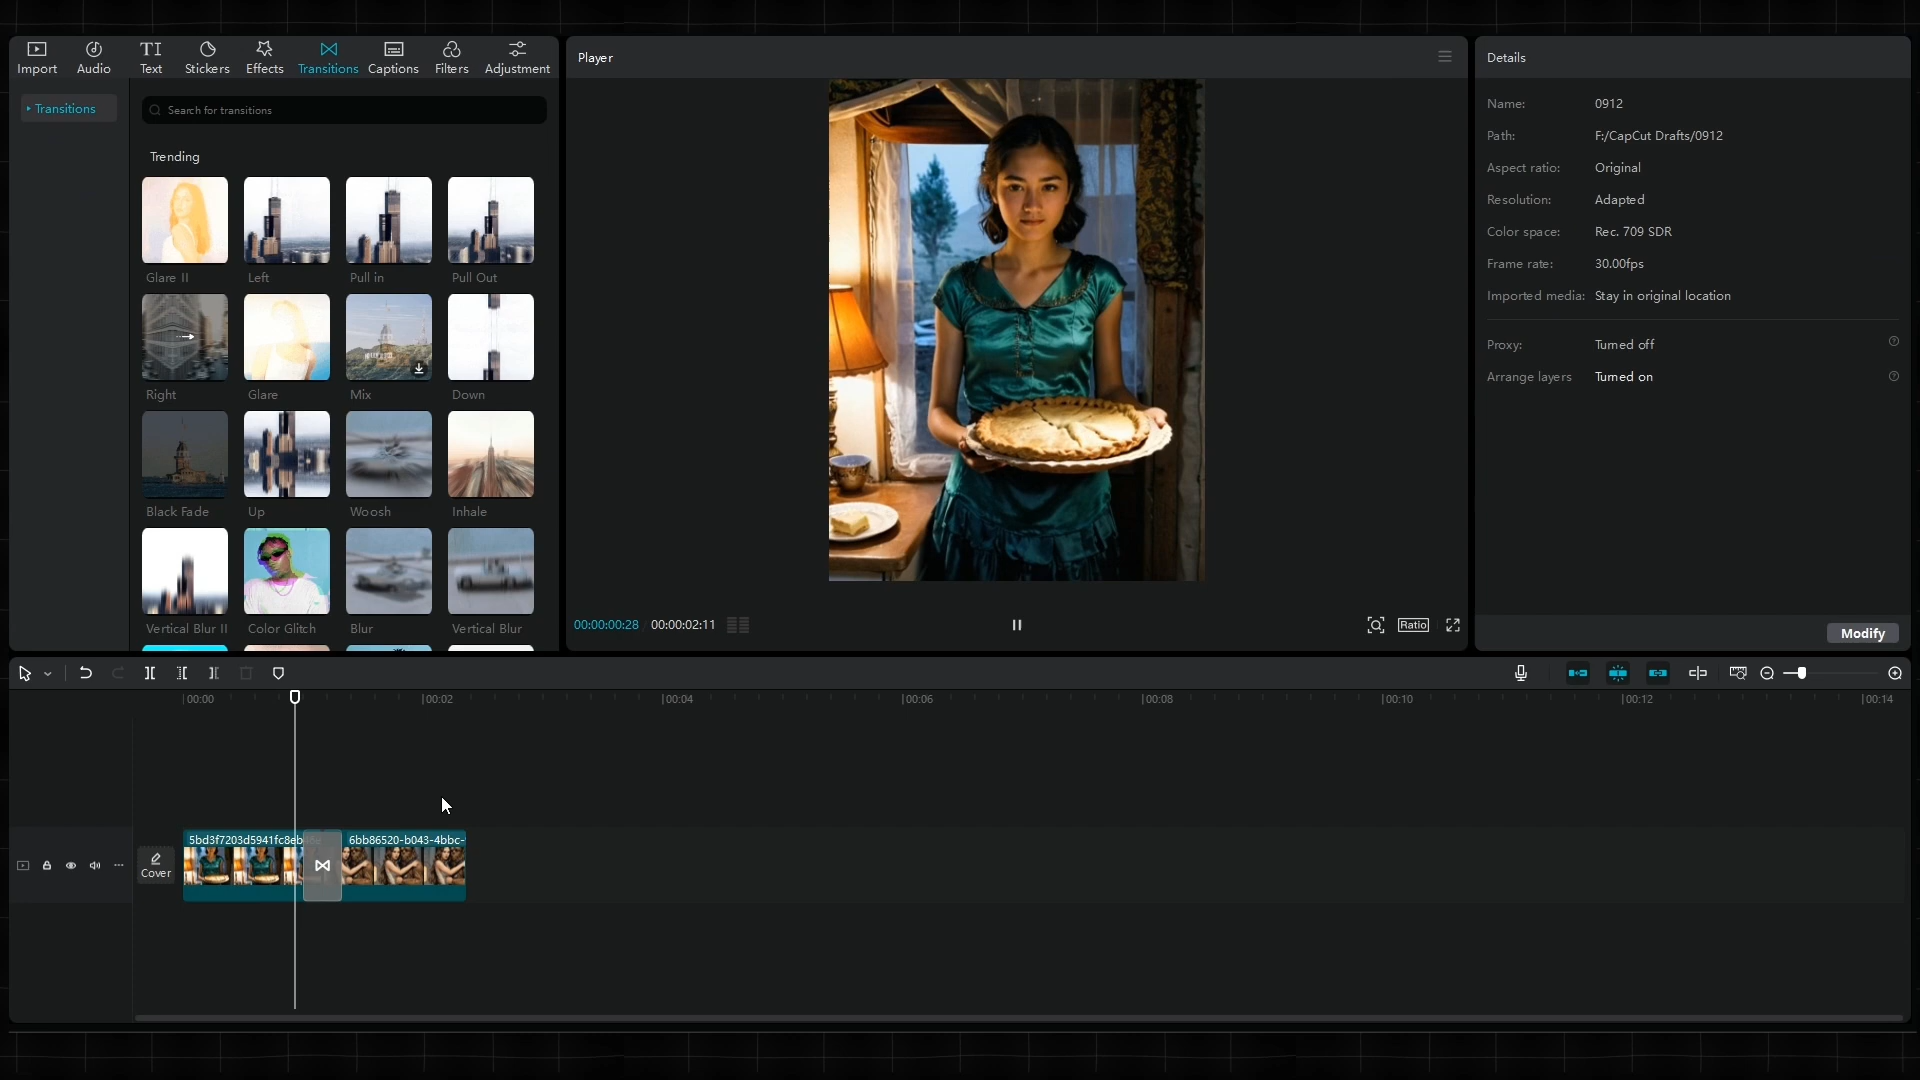 Import Audio Text Stickers Effects Transitions Captions Filters Adjustment
Transitions
Search for transitions
Trending
Glare II Left Pull in Pull Out
Right Glare Mix Down
Black Fade Up Woosh Inhale
Vertical Blur II Color Glitch Blur Vertical Blur
Player
00:00:00:28 00:00:02:11
Ratio
Details
Name: 0912
Path: F:/CapCut Drafts/0912
Aspect ratio: Original
Resolution: Adapted
Color space: Rec. 709 SDR
Frame rate: 30.00fps
Imported media: Stay in original location
Proxy: Turned off
Arrange layers Turned on
Modify
00:00 00:02 00:04 00:06 00:08 00:10 00:12 00:14
5bd3f7203d5941fc8eb 6bb86520-b043-4bbc-
Cover